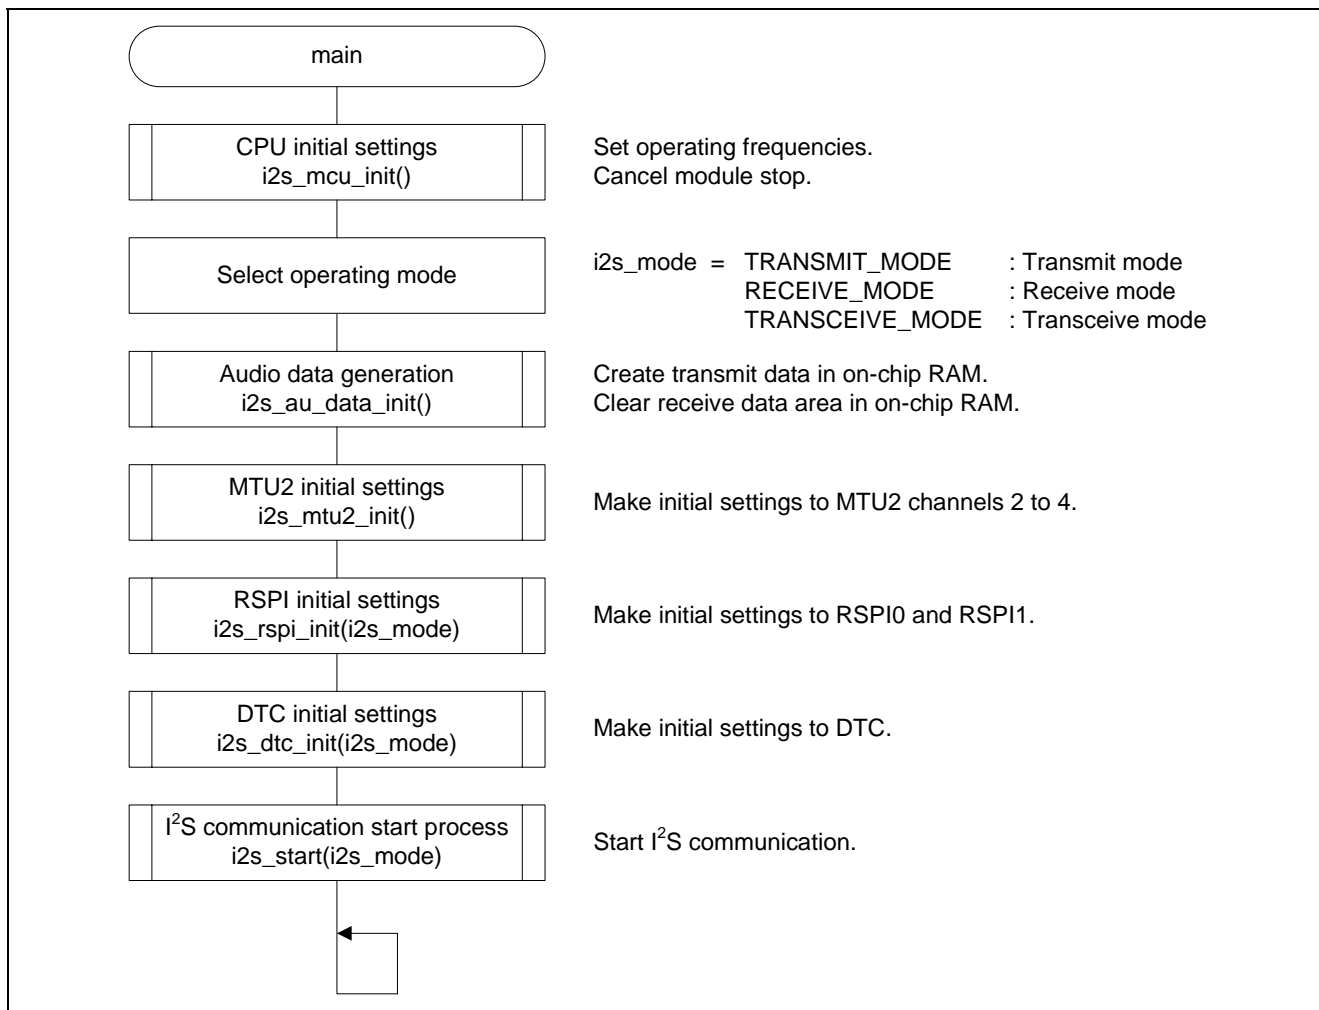 main
CPU initial settings
i2s_mcu_init()
Set operating frequencies.
Cancel module stop.
Select operating mode
i2s_mode = TRANSMIT_MODE : Transmit mode
RECEIVE_MODE : Receive mode
TRANSCEIVE_MODE : Transceive mode
Audio data generation
i2s_au_data_init()
Create transmit data in on-chip RAM.
Clear receive data area in on-chip RAM.
MTU2 initial settings
i2s_mtu2_init()
Make initial settings to MTU2 channels 2 to 4.
RSPI initial settings
i2s_rspi_init(i2s_mode)
Make initial settings to RSPI0 and RSPI1.
DTC initial settings
i2s_dtc_init(i2s_mode)
Make initial settings to DTC.
I²S communication start process
i2s_start(i2s_mode)
Start I²S communication.